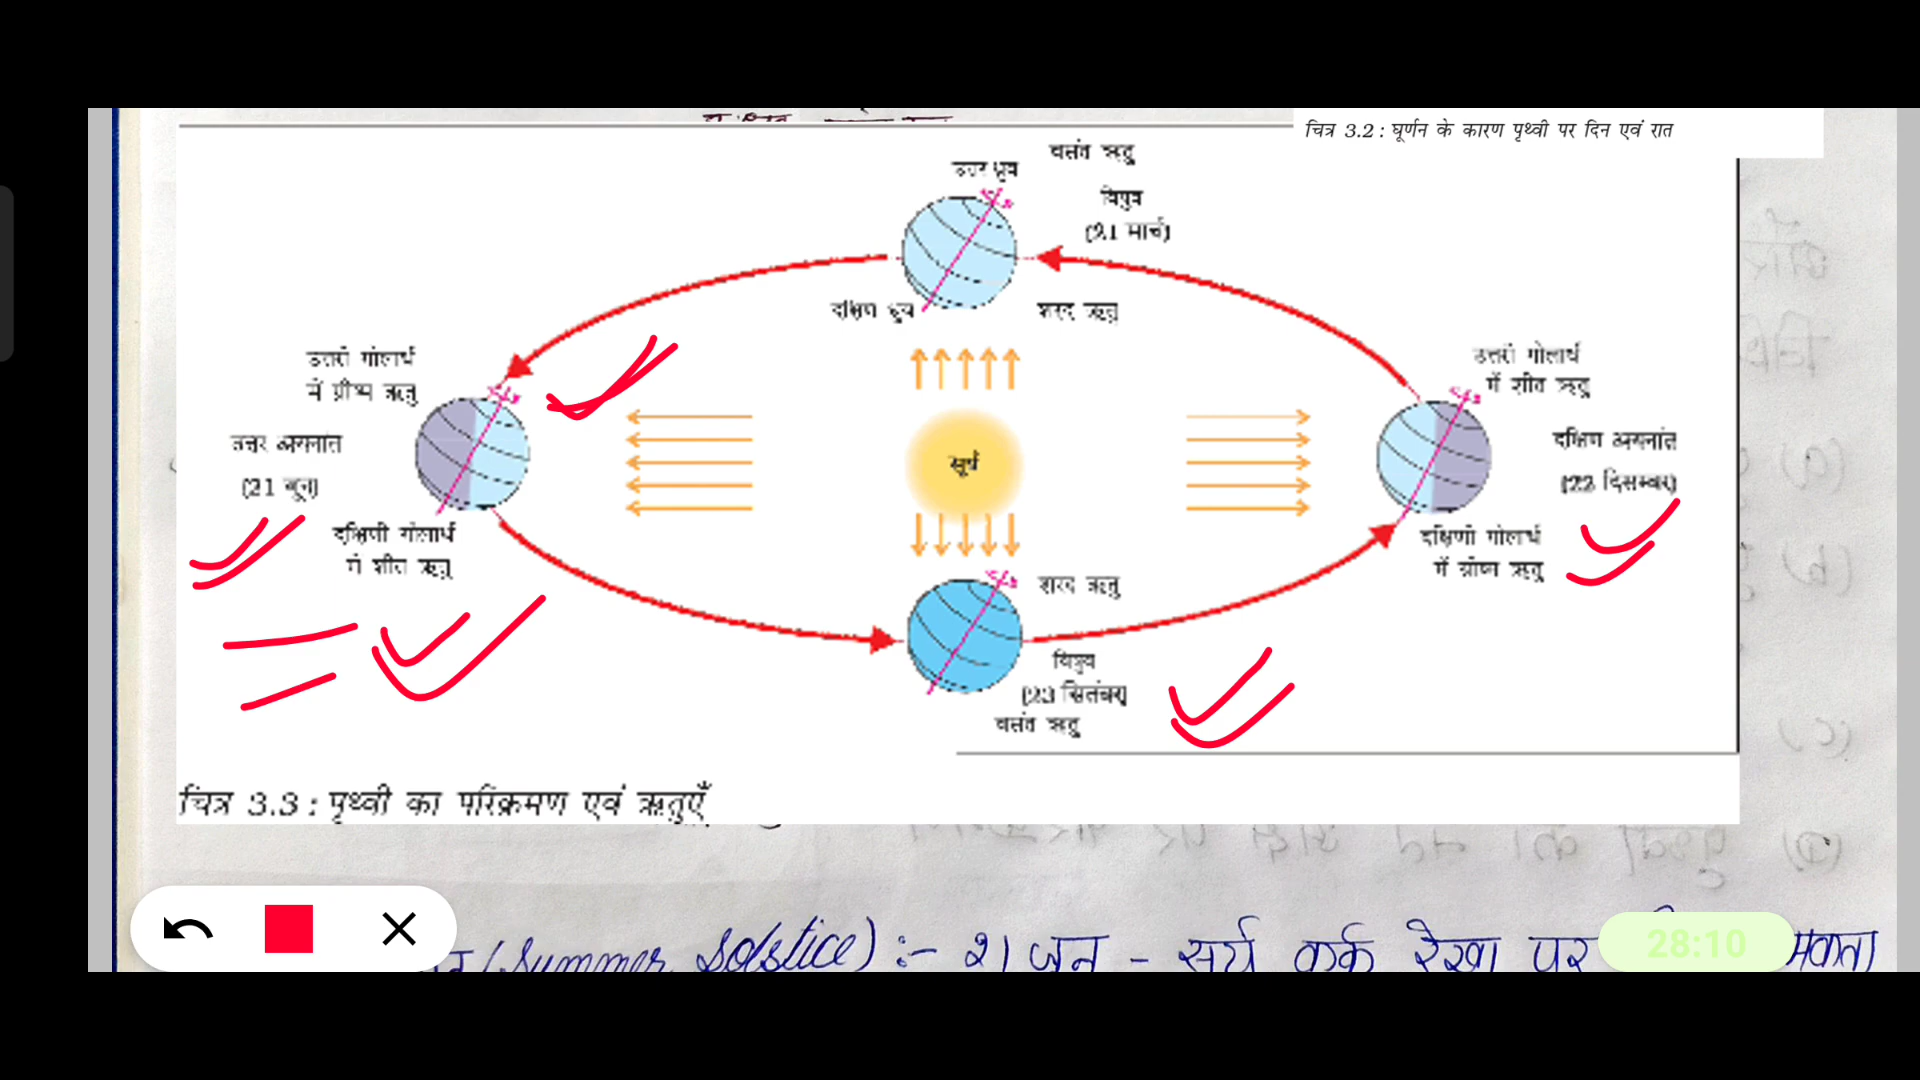 चित्र 3.2 : घूर्णन के कारण पृथ्वी पर दिन एवं रात
वसंत ऋतु
उत्तर ध्रुव
विषुव
(21 मार्च)
दक्षिण ध्रुव
शरद ऋतु
उत्तरी गोलार्ध
में ग्रीष्म ऋतु
उत्तर अयनांत
(21 जून)
दक्षिणी गोलार्ध
में शीत ऋतु
सूर्य
उत्तरी गोलार्ध
में शीत ऋतु
दक्षिण अयनांत
(22 दिसम्बर)
दक्षिणी गोलार्ध
में ग्रीष्म ऋतु
शरद ऋतु
विषुव
(23 सितंबर)
वसंत ऋतु
चित्र 3.3 : पृथ्वी का परिक्रमण एवं ऋतुएँ
(Summer Solstice) :- 21 जून - सूर्य कर्क रेखा पर
28:10